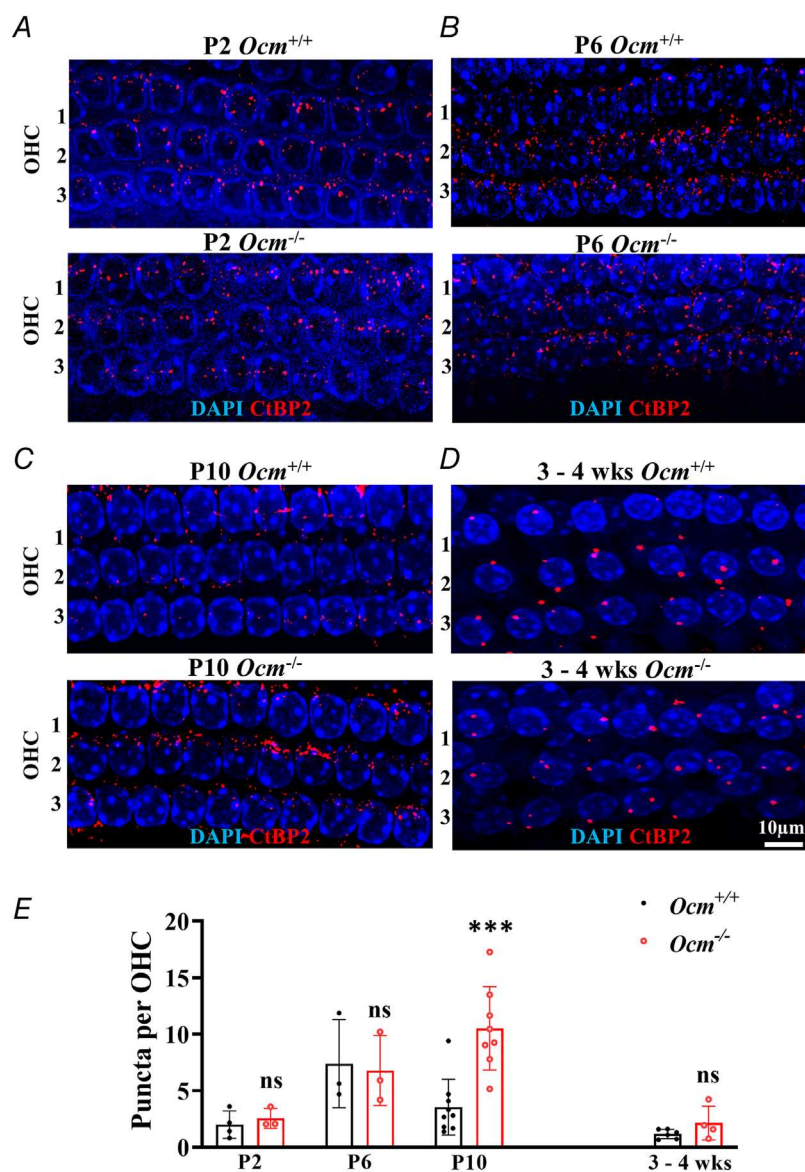 A
P2 Ocm+/+
OHC
1
2
3
P2 Ocm-/-
OHC
1
2
3
DAPI CtBP2
B
P6 Ocm+/+
1
2
3
P6 Ocm-/-
1
2
3
DAPI CtBP2
C
P10 Ocm+/+
OHC
1
2
3
P10 Ocm-/-
OHC
1
2
3
DAPI CtBP2
D
3 - 4 wks Ocm+/+
1
2
3
3 - 4 wks Ocm-/-
1
2
3
DAPI CtBP2
10µm
E
Puncta per OHC
20
15
10
5
0
ns
ns
***
ns
Ocm+/+
Ocm-/-
P2
P6
P10
3 - 4 wks